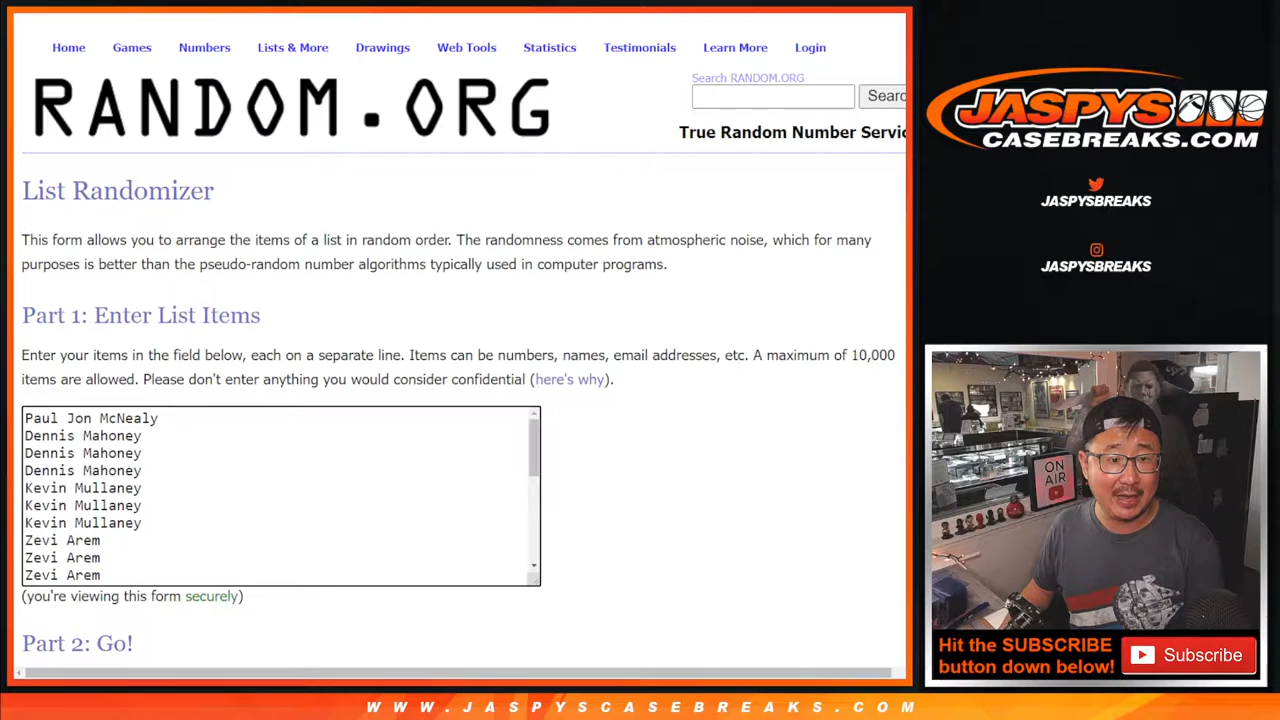 Home Games Numbers Lists & More Drawings Web Tools Statistics Testimonials Learn More Login
RANDOM.ORG
Search RANDOM.ORG
True Random Number Servic
List Randomizer
This form allows you to arrange the items of a list in random order. The randomness comes from atmospheric noise, which for many
purposes is better than the pseudo-random number algorithms typically used in computer programs.
Part 1: Enter List Items
Enter your items in the field below, each on a separate line. Items can be numbers, names, email addresses, etc. A maximum of 10,000
items are allowed. Please don't enter anything you would consider confidential (here's why).
Paul Jon McNealy
Dennis Mahoney
Dennis Mahoney
Dennis Mahoney
Kevin Mullaney
Kevin Mullaney
Kevin Mullaney
Zevi Arem
Zevi Arem
Zevi Arem
(you're viewing this form securely)
Part 2: Go!
JASPYS
CASEBREAKS.COM
JASPYSBREAKS
JASPYSBREAKS
ON
AIR
Hit the SUBSCRIBE
button down below!
Subscribe
WWW.JASPYSCASEBREAKS.COM